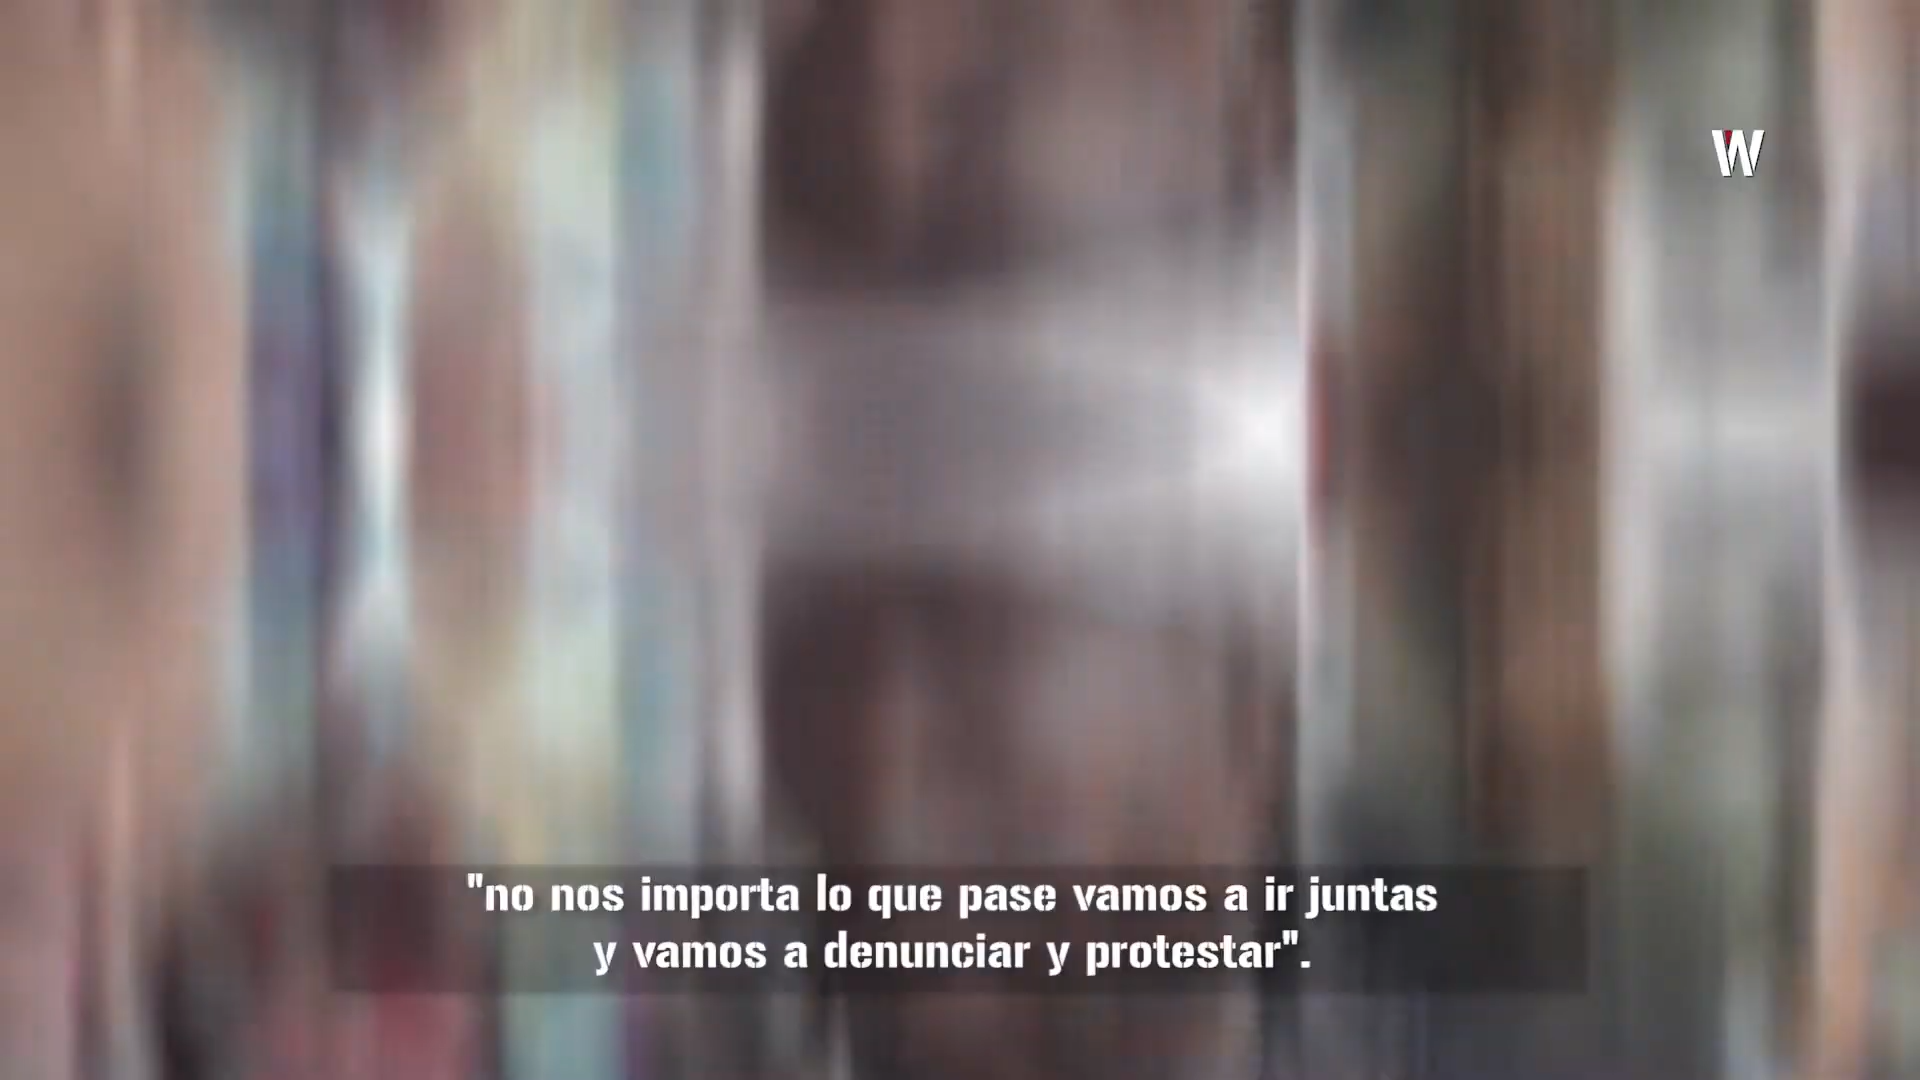 W
"no nos importa lo que pase vamos a ir juntas
y vamos a denunciar y protestar".